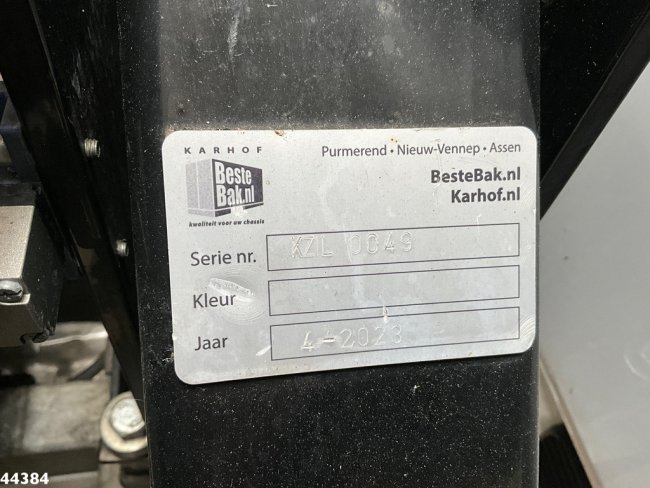 KARHOF
Beste
Bak.nl
kwaliteit voor uw chassis
Purmerend • Nieuw-Vennep • Assen
BesteBak.nl
Karhof.nl
Serie nr. KZIL 0049
Kleur
Jaar 4-2023
44384